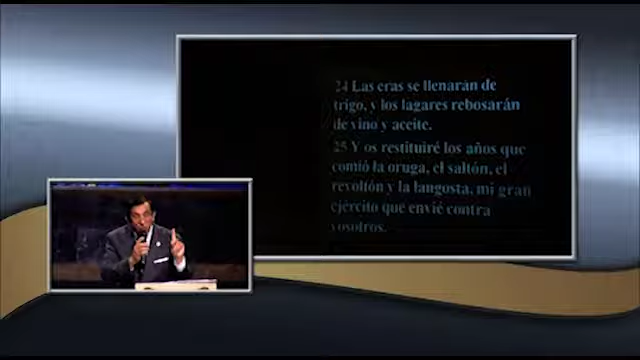 24 Las eras se llenarán de
trigo, y los lagares rebosarán
de vino y aceite.
25 Y os restituiré los años que
comió la oruga, el saltón, el
revoltón y la langosta, mi gran
ejército que envié contra
vosotros.